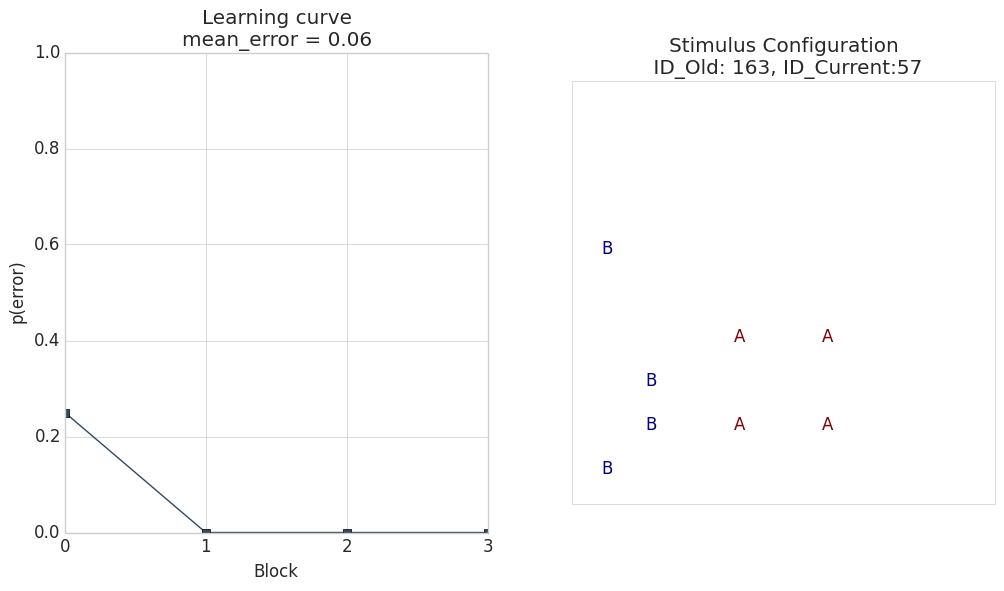 Learning curve
mean_error = 0.06
1.0
0.8
0.6
0.4
0.2
0.0
p(error)
0 1 2 3
Block
Stimulus Configuration
ID_Old: 163, ID_Current:57
B
A A
B
B A A
B